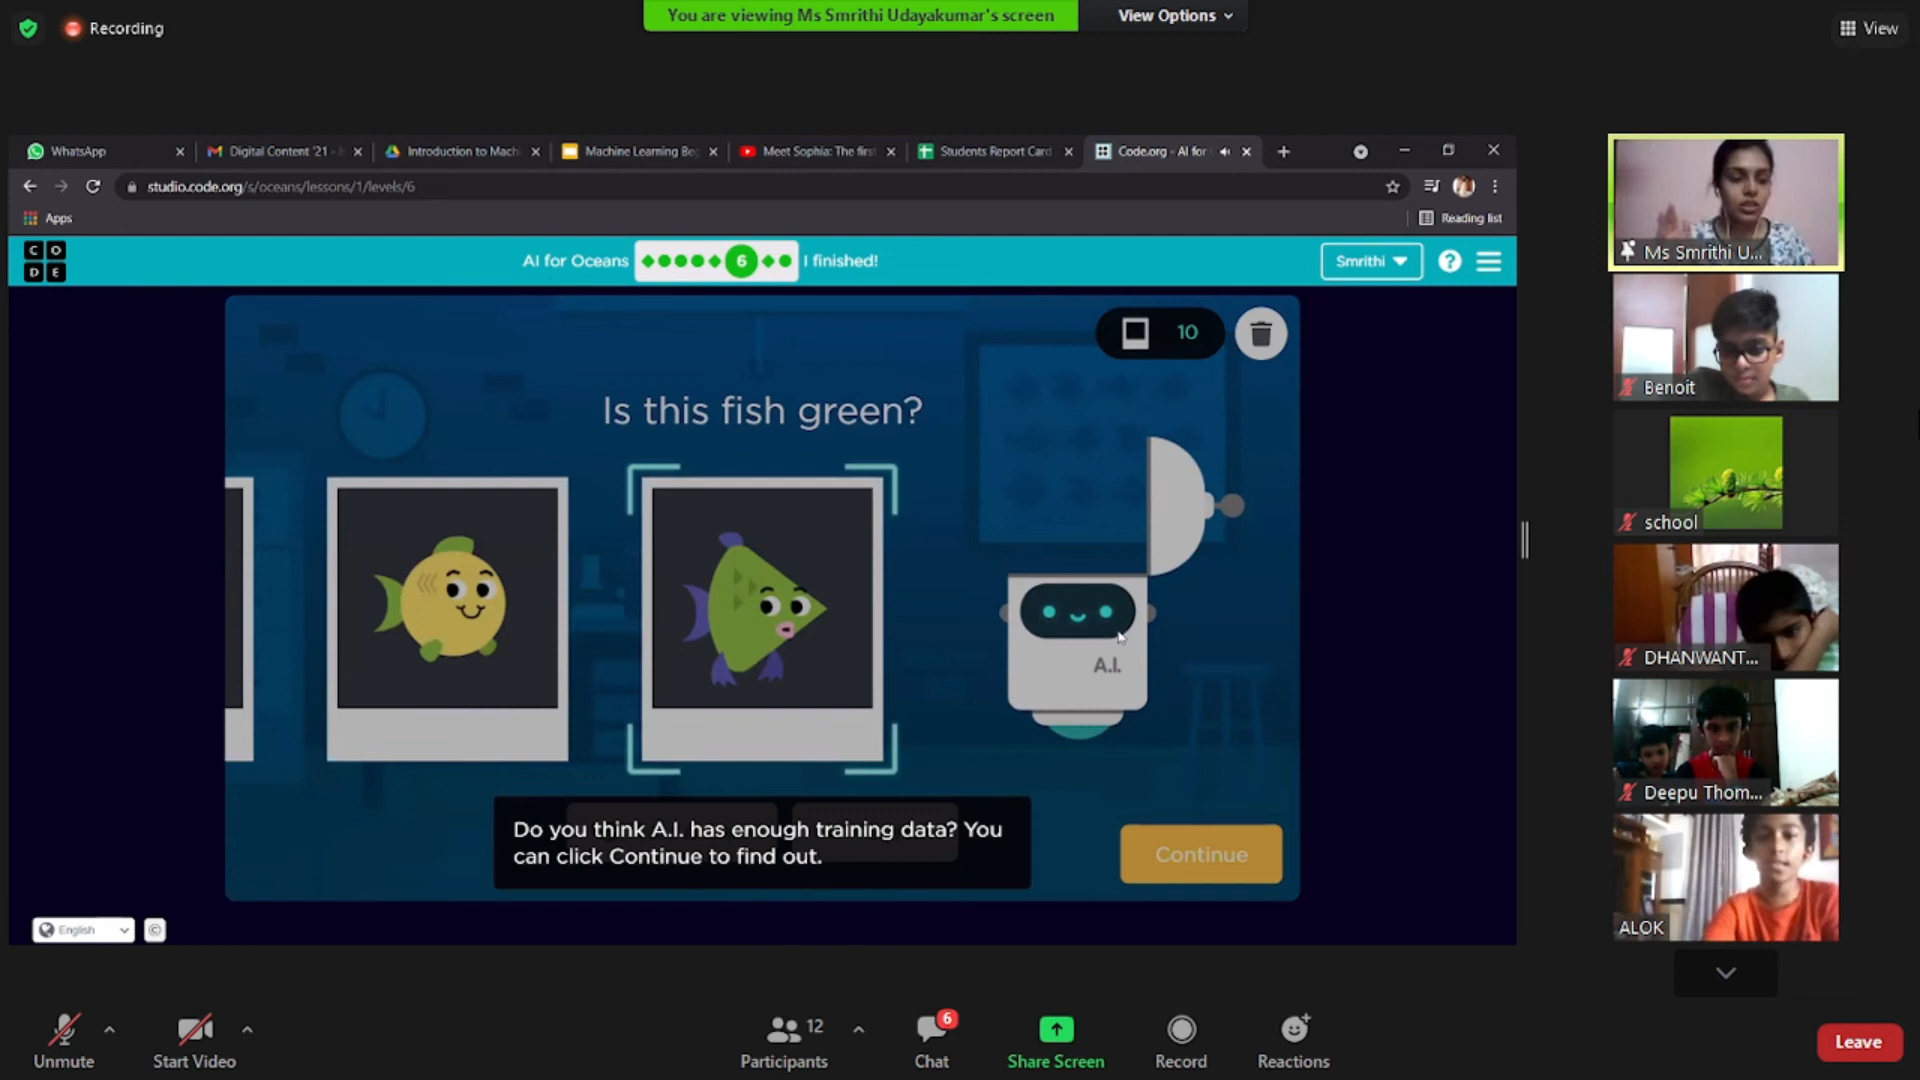 You are viewing Ms Smrithi Udayakumar's screen
View Options
Recording
View
WhatsApp
Digital Content '21 -
Introduction to Mach
Machine Learning Be
Meet Sophia: The first
Students Report Card
Code.org - AI for
studio.code.org/s/oceans/lessons/1/levels/6
Apps
Reading list
C O
D E
AI for Oceans
6
I finished!
Smrithi
?
10
Is this fish green?
A.I.
Do you think A.I. has enough training data? You
can click Continue to find out.
Continue
English
©
Ms Smrithi U...
Benoit
school
DHANWANT...
Deepu Thom...
ALOK
Unmute
Start Video
12
Participants
6
Chat
Share Screen
Record
Reactions
Leave